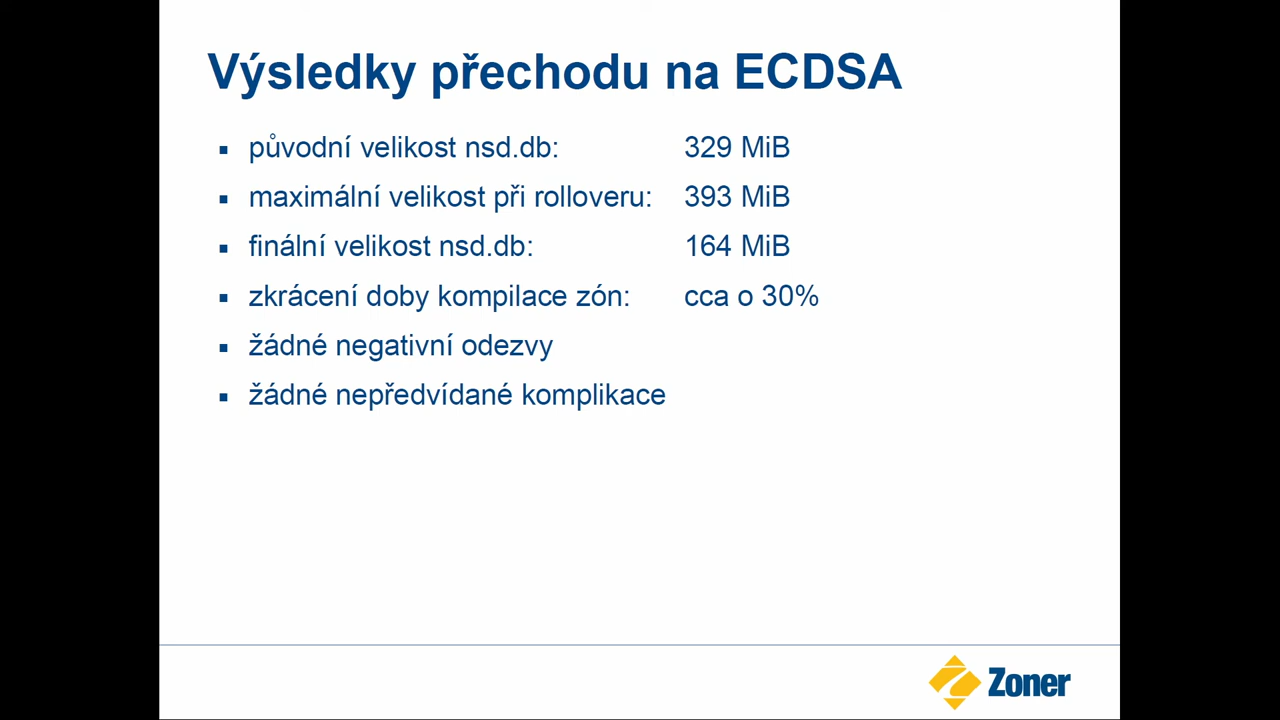 Výsledky přechodu na ECDSA
▪ původní velikost nsd.db: 329 MiB
▪ maximální velikost při rolloveru: 393 MiB
▪ finální velikost nsd.db: 164 MiB
▪ zkrácení doby kompilace zón: cca o 30%
▪ žádné negativní odezvy
▪ žádné nepředvídané komplikace
Zoner